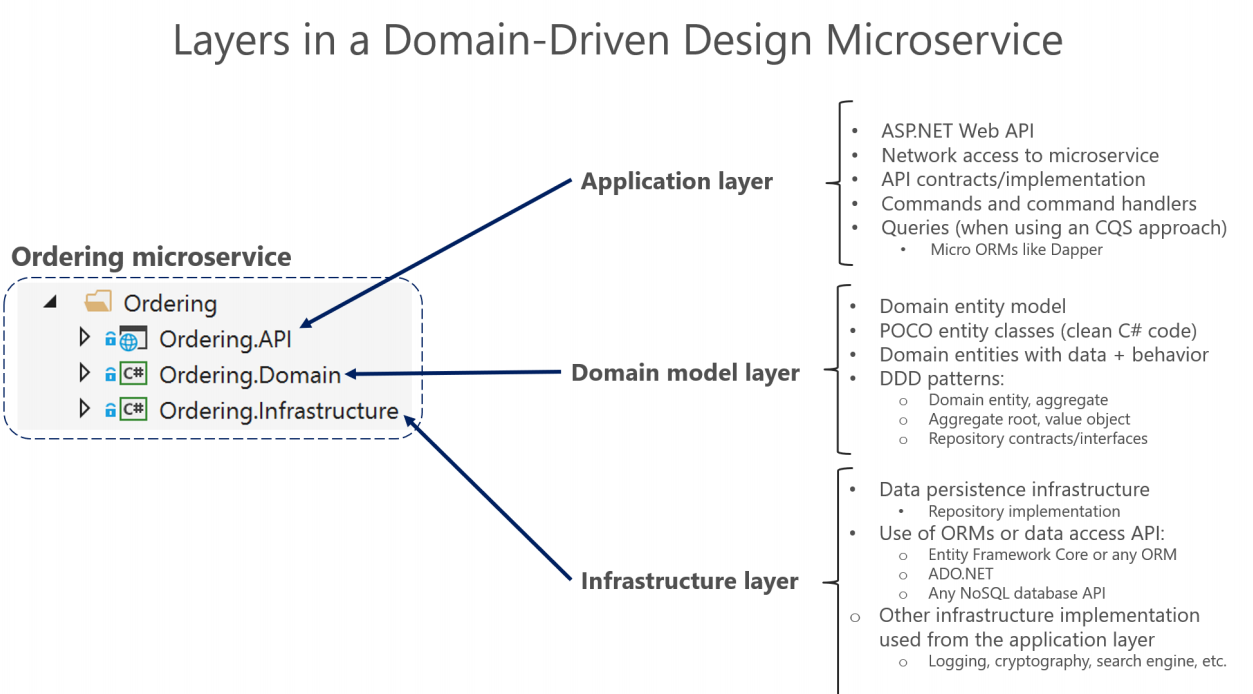 Layers in a Domain-Driven Design Microservice
Ordering microservice
Ordering
Ordering.API
C# Ordering.Domain
C# Ordering.Infrastructure
Application layer
• ASP.NET Web API
• Network access to microservice
• API contracts/implementation
• Commands and command handlers
• Queries (when using an CQS approach)
• Micro ORMs like Dapper
Domain model layer
• Domain entity model
• POCO entity classes (clean C# code)
• Domain entities with data + behavior
• DDD patterns:
o Domain entity, aggregate
o Aggregate root, value object
o Repository contracts/interfaces
Infrastructure layer
• Data persistence infrastructure
• Repository implementation
• Use of ORMs or data access API:
o Entity Framework Core or any ORM
o ADO.NET
o Any NoSQL database API
o Other infrastructure implementation
used from the application layer
o Logging, cryptography, search engine, etc.